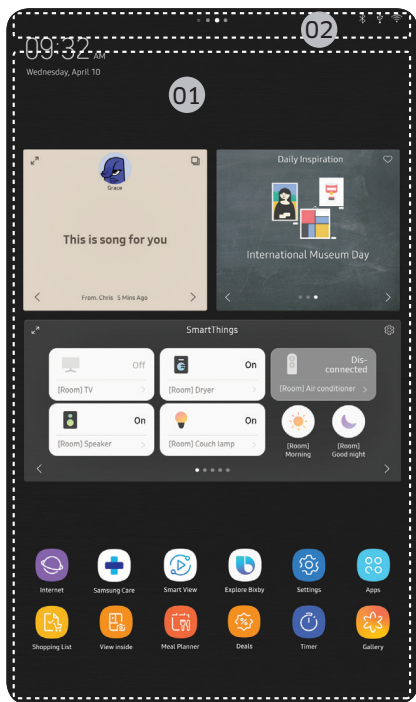 02
09:32 AM
Wednesday, April 10
01
Grace
This is song for you
From. Chris 5 Mins Ago
Daily Inspiration
International Museum Day
SmartThings
Off
[Room] TV
On
[Room] Dryer
Dis-
connected
[Room] Air conditioner
On
[Room] Speaker
On
[Room] Couch lamp
[Room]
Morning
[Room]
Good night
Internet
Samsung Care
Smart View
Explore Bixby
Settings
Apps
Shopping List
View inside
Meal Planner
Deals
Timer
Gallery